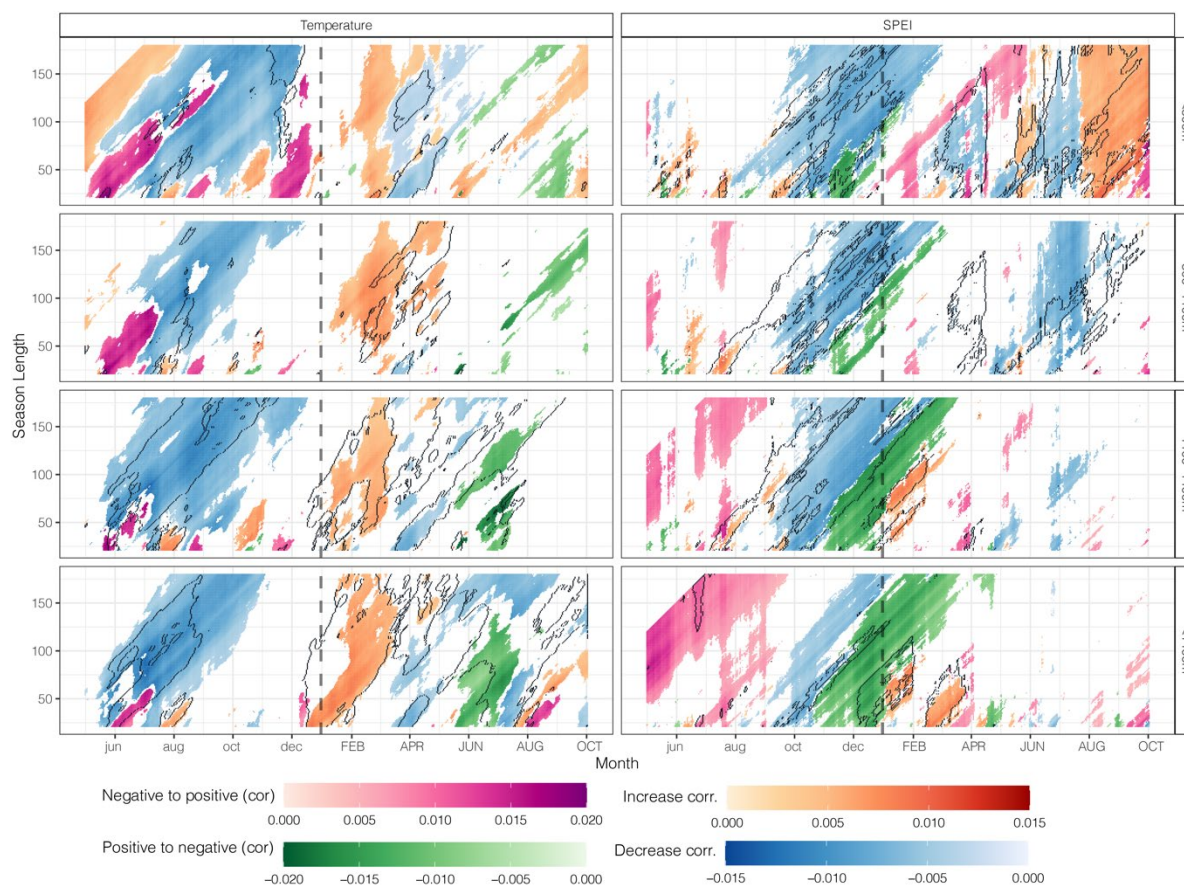 Temperature
SPEI
150
100
50
150
100
50
150
100
50
150
100
50
Season Length
jun
aug
oct
dec
FEB
APR
JUN
AUG
OCT
jun
aug
oct
dec
FEB
APR
JUN
AUG
OCT
Month
Negative to positive (cor)
0.000
0.005
0.010
0.015
0.020
Increase corr.
0.000
0.005
0.010
0.015
Positive to negative (cor)
−0.020
−0.015
−0.010
−0.005
0.000
Decrease corr.
−0.015
−0.010
−0.005
0.000